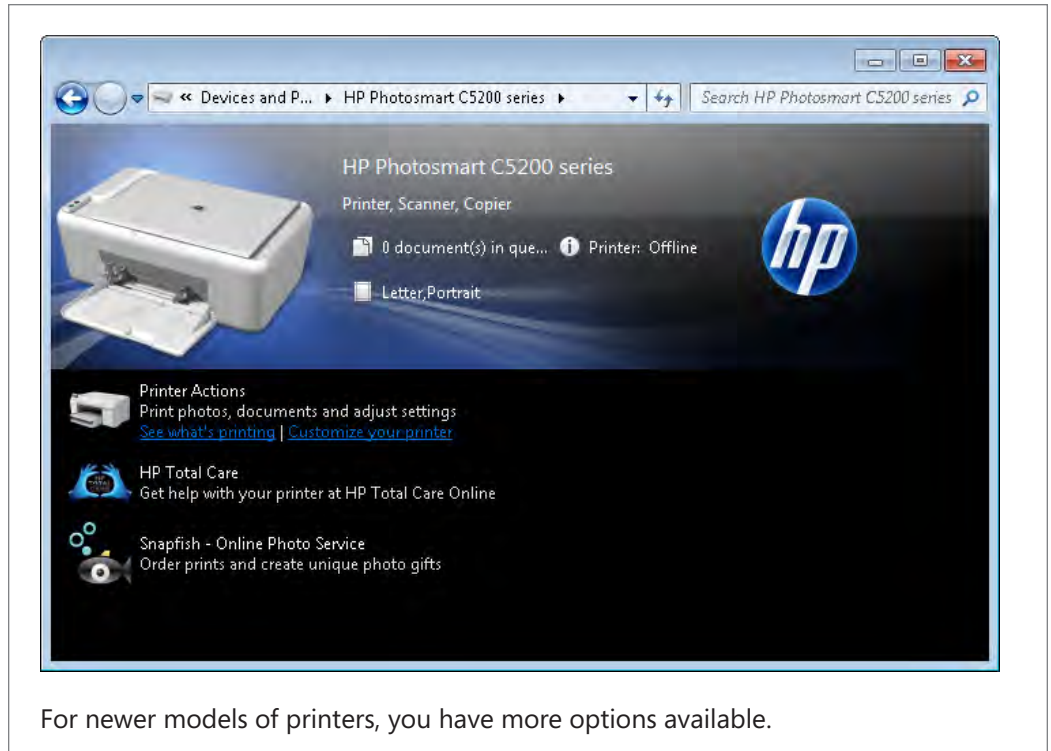 « Devices and P... ▸ HP Photosmart C5200 series ▸ Search HP Photosmart C5200 series
HP Photosmart C5200 series
Printer, Scanner, Copier
0 document(s) in que... Printer: Offline
hp
Letter,Portrait
Printer Actions
Print photos, documents and adjust settings
See what's printing | Customize your printer
HP TOTAL CARE
HP Total Care
Get help with your printer at HP Total Care Online
Snapfish - Online Photo Service
Order prints and create unique photo gifts
For newer models of printers, you have more options available.